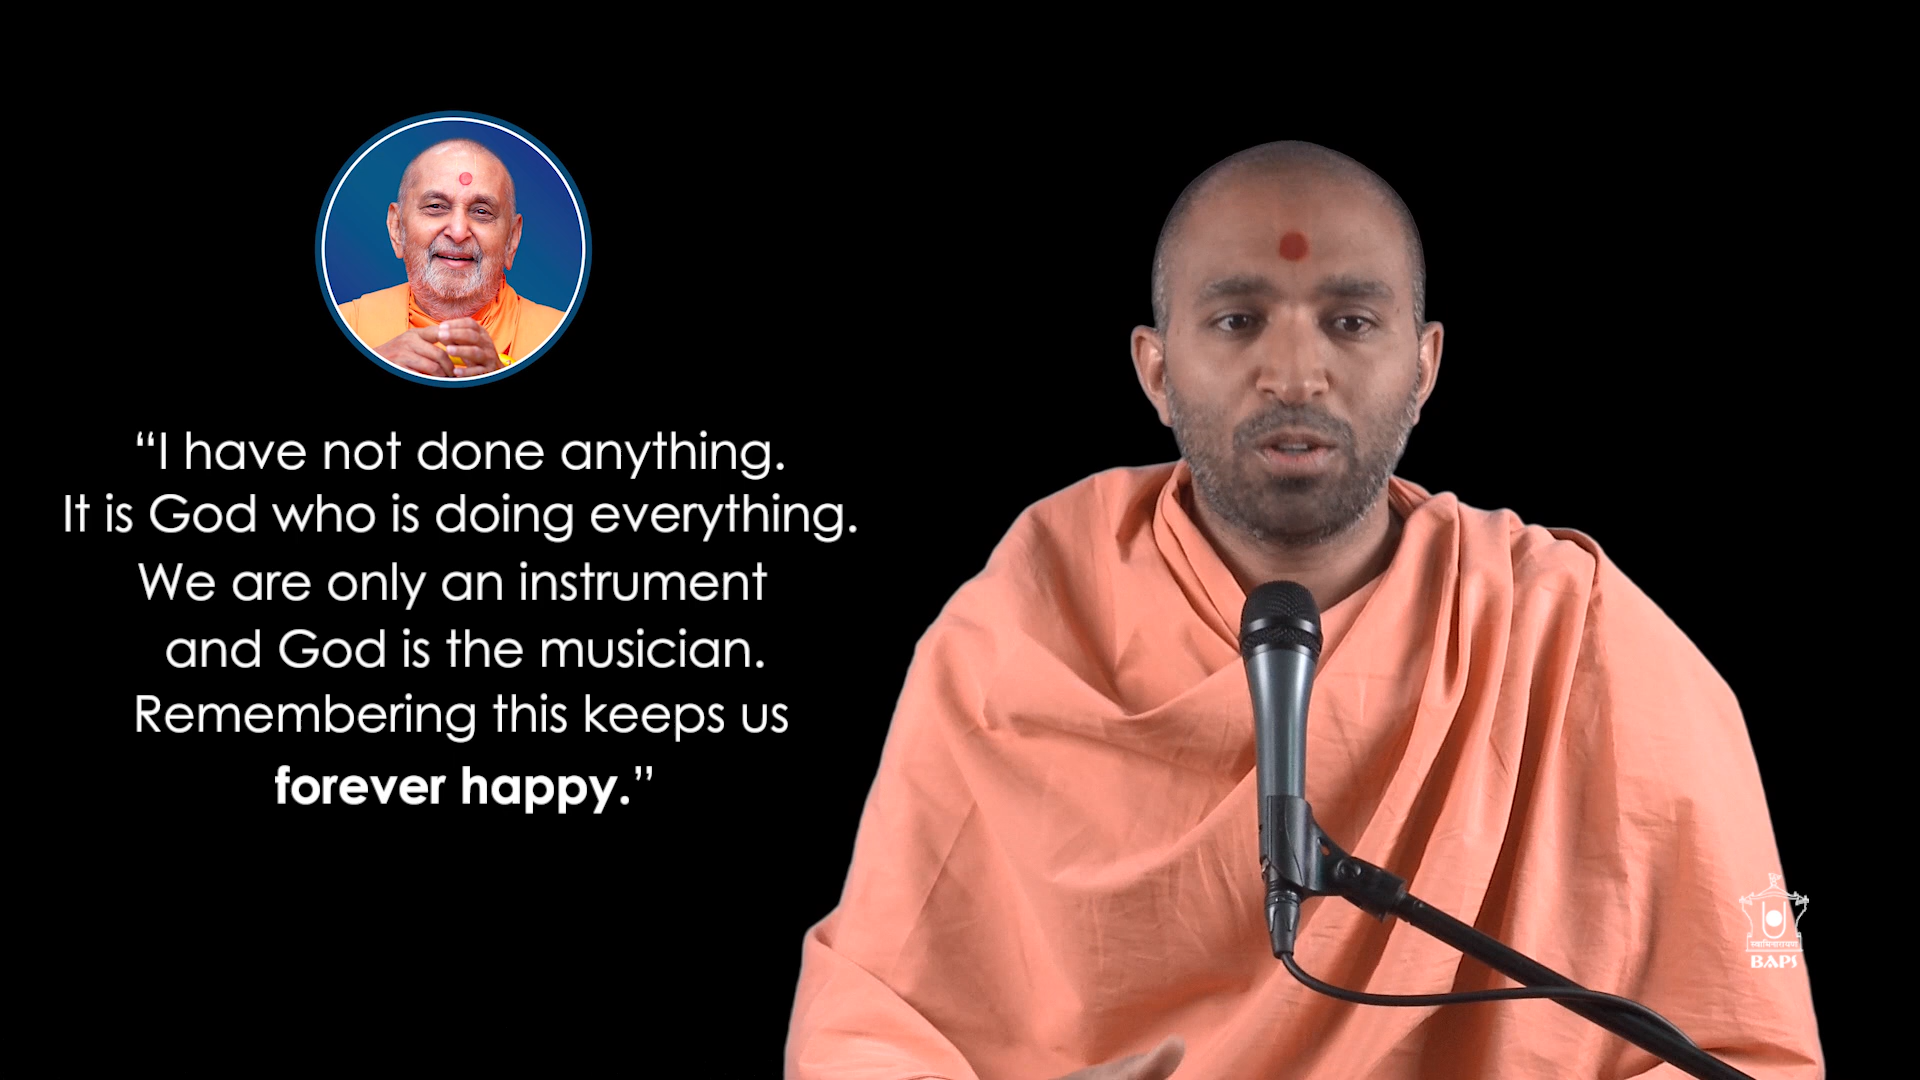 “I have not done anything.
It is God who is doing everything.
We are only an instrument
and God is the musician.
Remembering this keeps us
forever happy.”
स्वामिनारायण
BAPS